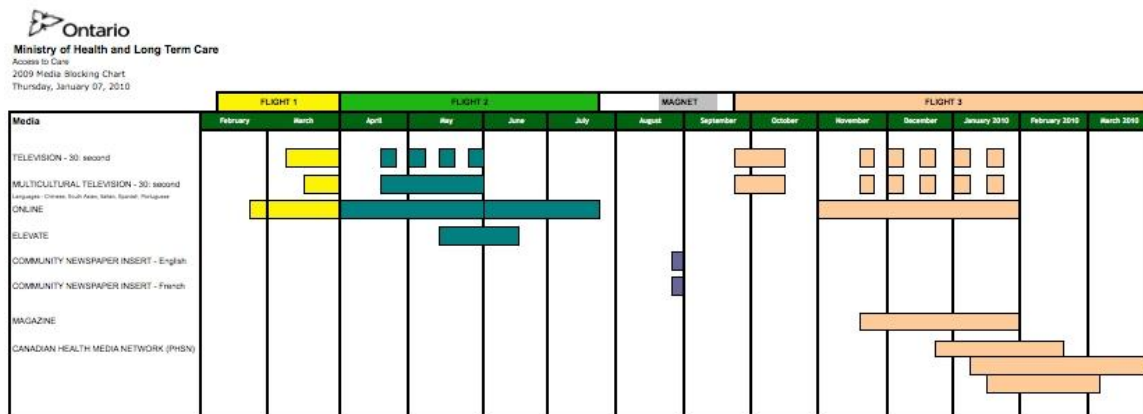 Ontario
Ministry of Health and Long Term Care
Access to Care
2009 Media Blocking Chart
Thursday, January 07, 2010
FLIGHT 1 FLIGHT 2 MAGNET FLIGHT 3
Media February March April May June July August September October November December January 2010 February 2010 March 2010
TELEVISION - 30: second
MULTICULTURAL TELEVISION - 30: second
Languages - Chinese, South Asian, Italian, Spanish, Portuguese
ONLINE
ELEVATE
COMMUNITY NEWSPAPER INSERT - English
COMMUNITY NEWSPAPER INSERT - French
MAGAZINE
CANADIAN HEALTH MEDIA NETWORK (PHSN)